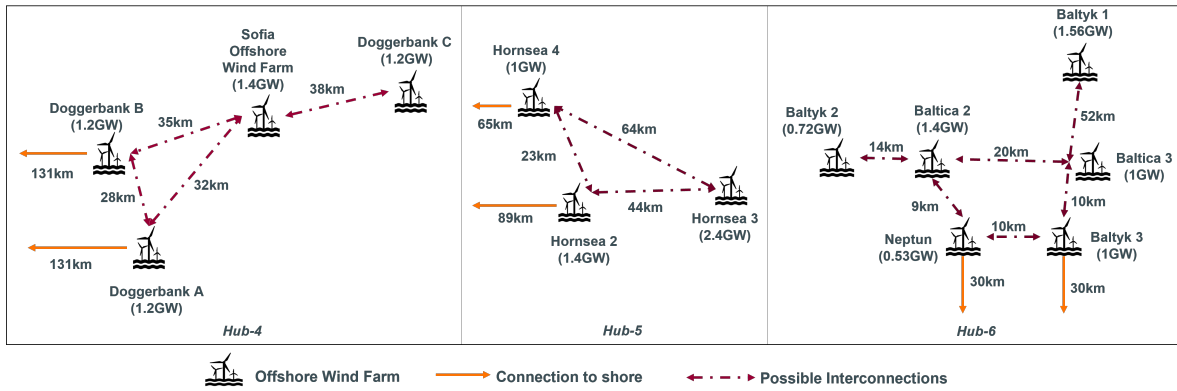 Sofia
Offshore
Wind Farm
(1.4GW)
Doggerbank C
(1.2GW)
38km
Doggerbank B
(1.2GW)
35km
131km
28km
32km
131km
Doggerbank A
(1.2GW)
Hub-4
Hornsea 4
(1GW)
65km
64km
23km
89km
44km
Hornsea 2
(1.4GW)
Hornsea 3
(2.4GW)
Hub-5
Baltyk 1
(1.56GW)
52km
Baltyk 2
(0.72GW)
Baltica 2
(1.4GW)
14km
20km
Baltica 3
(1GW)
9km
10km
10km
Neptun
(0.53GW)
Baltyk 3
(1GW)
30km
30km
Hub-6
Offshore Wind Farm
Connection to shore
Possible Interconnections